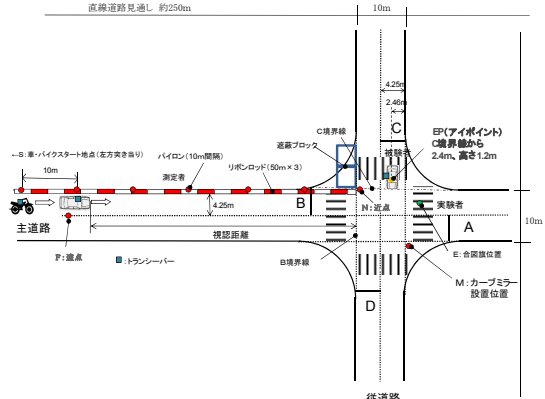 直線道路見通し 約250m
10m
4.25m
2.46m
C
C境界線
遮蔽ブロック
被験者
EP(アイポイント)
C境界線から
2.4m、高さ1.2m
←S:車・バイクスタート地点(左方突き当り)
10m
パイロン(10m間隔)
測定者
リボンロッド(50m×3)
4.25m
B
N:近点
実験者
主道路
A
10m
視認距離
F:遠点
:トランシーバー
B境界線
E:合図旗位置
M:カーブミラー
設置位置
D
従道路